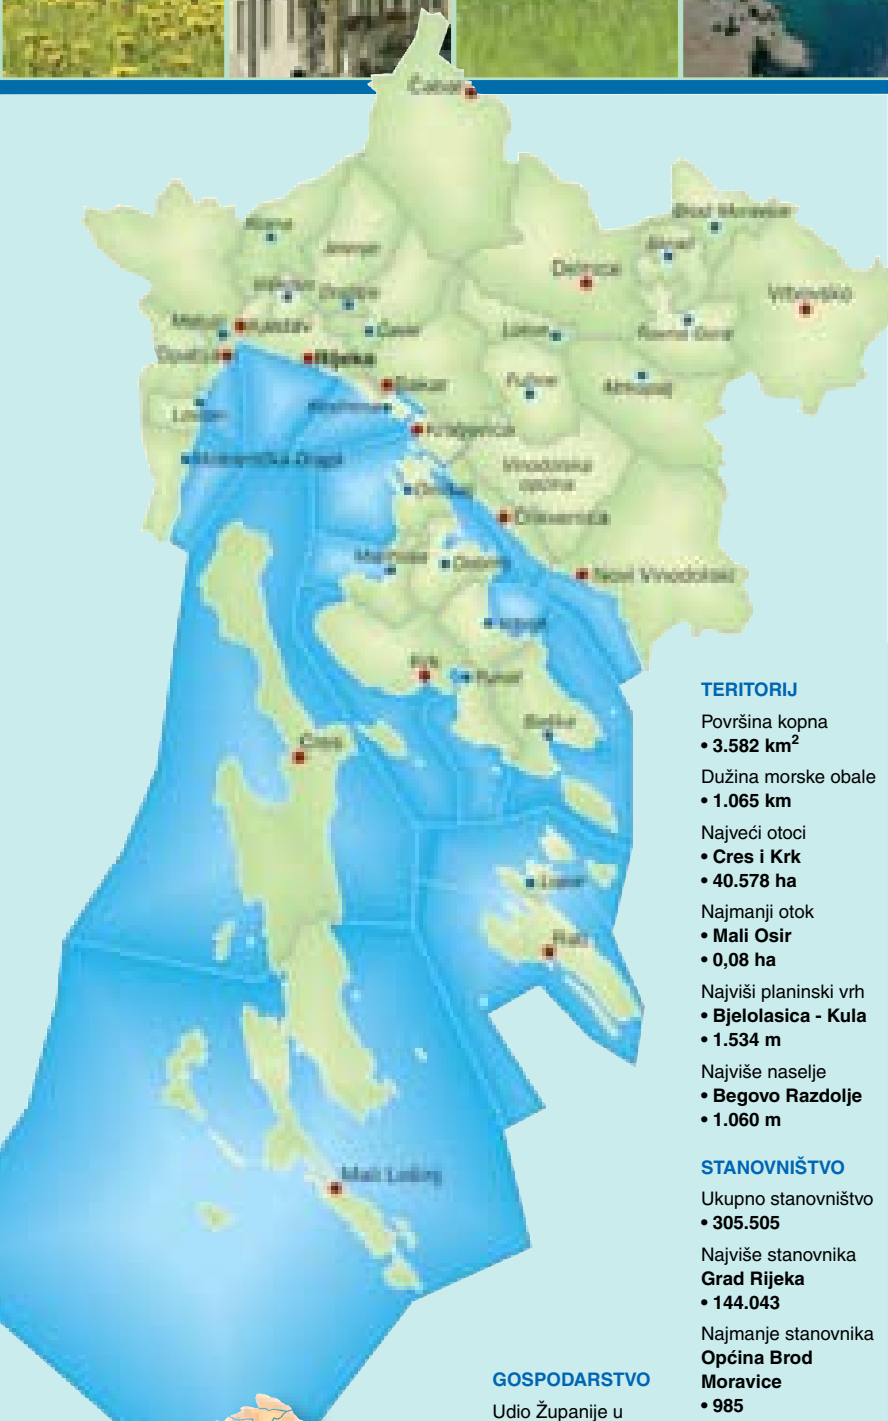 Čabar
Brod Moravice
Klana
Skrad
Jelenje
Delnice
Viškovo
Vrbovsko
Dražice
Matulji
Kastav
Čavle
Lokve
Ravna Gora
Opatija
Rijeka
Bakar
Fužine
Mrkopalj
Lovran
Kostrena
Kraljevica
Mošćenička Draga
Vinodolska
općina
Omišalj
Crikvenica
Malinska
Dobrinj
Novi Vinodolski
Vrbnik
Krk
Punat
Baška
Cres
Lopar
Rab
Mali Lošinj
TERITORIJ
Površina kopna
• 3.582 km²
Dužina morske obale
• 1.065 km
Najveći otoci
• Cres i Krk
• 40.578 ha
Najmanji otok
• Mali Osir
• 0,08 ha
Najviši planinski vrh
• Bjelolasica - Kula
• 1.534 m
Najviše naselje
• Begovo Razdolje
• 1.060 m
STANOVNIŠTVO
Ukupno stanovništvo
• 305.505
Najviše stanovnika
Grad Rijeka
• 144.043
Najmanje stanovnika
Općina Brod
Moravice
• 985
GOSPODARSTVO
Udio Županije u